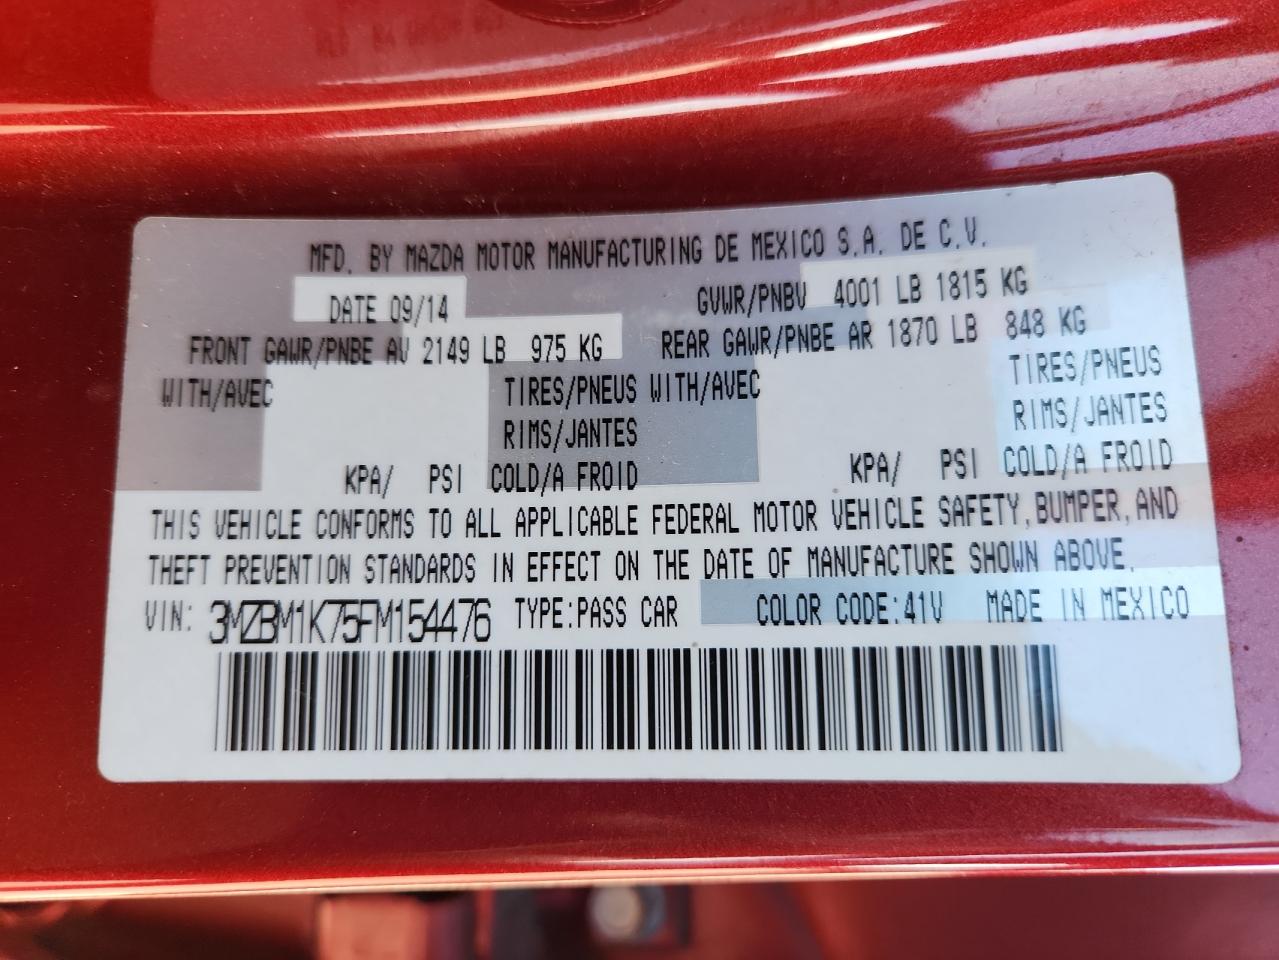 MFD. BY MAZDA MOTOR MANUFACTURING DE MEXICO S.A. DE C.V.
DATE 09/14 GVWR/PNBV 4001 LB 1815 KG
FRONT GAWR/PNBE AV 2149 LB 975 KG REAR GAWR/PNBE AR 1870 LB 848 KG
WITH/AVEC TIRES/PNEUS WITH/AVEC TIRES/PNEUS
RIMS/JANTES RIMS/JANTES
KPA/ PSI COLD/A FROID KPA/ PSI COLD/A FROID
THIS VEHICLE CONFORMS TO ALL APPLICABLE FEDERAL MOTOR VEHICLE SAFETY, BUMPER, AND
THEFT PREVENTION STANDARDS IN EFFECT ON THE DATE OF MANUFACTURE SHOWN ABOVE.
VIN: 3MZBM1K75FM154476 TYPE:PASS CAR COLOR CODE:41V MADE IN MEXICO